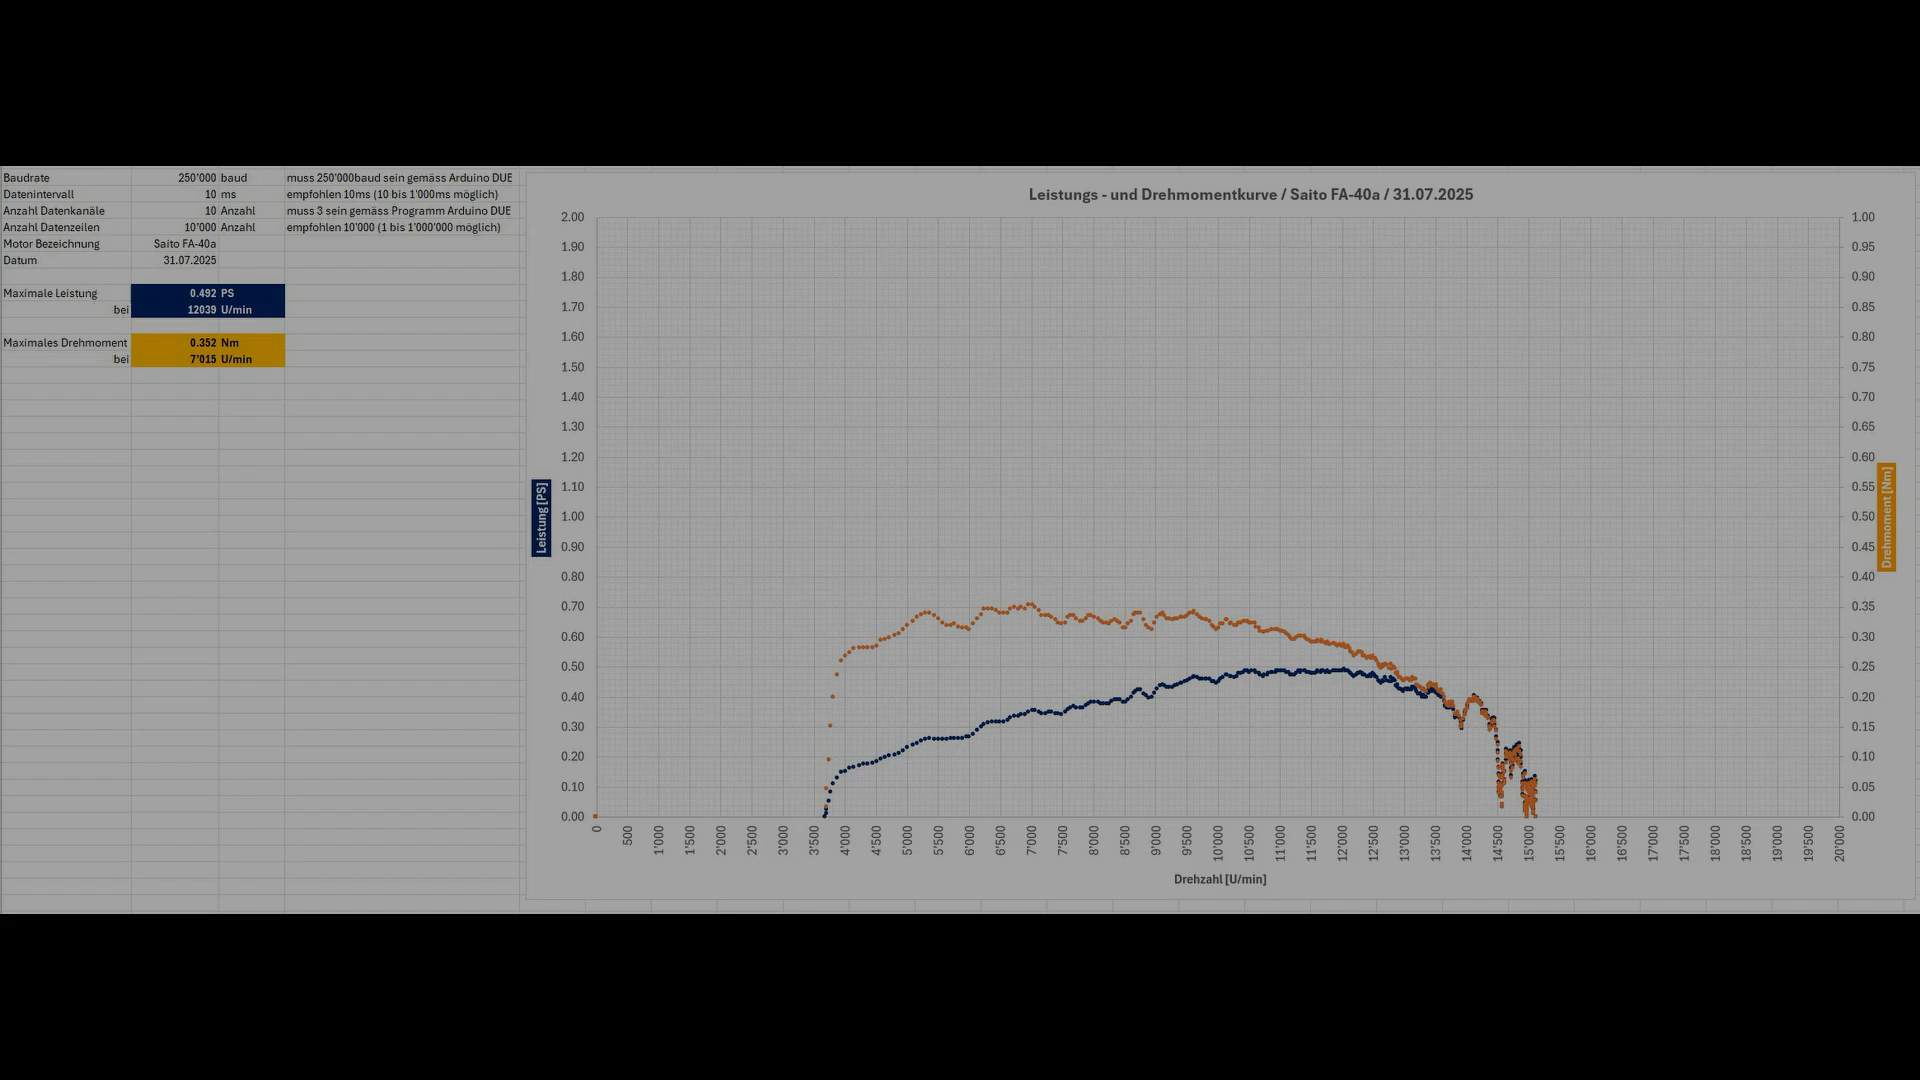 Baudrate 250'000 baud muss 250'000baud sein gemäss Arduino DUE
Datenintervall 10 ms empfohlen 10ms (10 bis 1'000ms möglich)
Anzahl Datenkanäle 10 Anzahl muss 3 sein gemäss Programm Arduino DUE
Anzahl Datenzeilen 10'000 Anzahl empfohlen 10'000 (1 bis 1'000'000 möglich)
Motor Bezeichnung Saito FA-40a
Datum 31.07.2025
Maximale Leistung 0.492 PS
bei 12039 U/min
Maximales Drehmoment 0.352 Nm
bei 7'015 U/min
Leistungs - und Drehmomentkurve / Saito FA-40a / 31.07.2025
2.00 1.00
1.90 0.95
1.80 0.90
1.70 0.85
1.60 0.80
1.50 0.75
1.40 0.70
1.30 0.65
1.20 0.60
1.10 0.55
1.00 0.50
0.90 0.45
0.80 0.40
0.70 0.35
0.60 0.30
0.50 0.25
0.40 0.20
0.30 0.15
0.20 0.10
0.10 0.05
0.00 0.00
Leistung [PS]
Drehmoment [Nm]
0 500 1'000 1'500 2'000 2'500 3'000 3'500 4'000 4'500 5'000 5'500 6'000 6'500 7'000 7'500 8'000 8'500 9'000 9'500 10'000 10'500 11'000 11'500 12'000 12'500 13'000 13'500 14'000 14'500 15'000 15'500 16'000 16'500 17'000 17'500 18'000 18'500 19'000 19'500 20'000
Drehzahl [U/min]